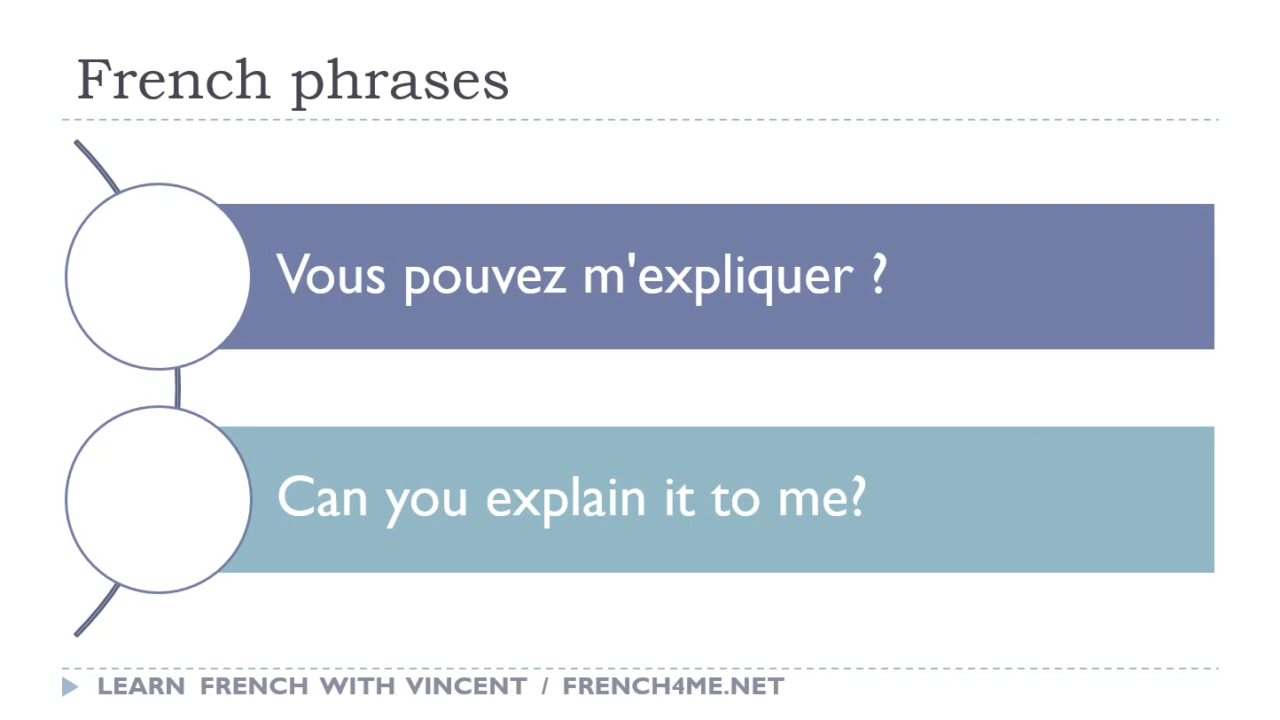 French phrases
Vous pouvez m'expliquer ?
Can you explain it to me?
LEARN FRENCH WITH VINCENT / FRENCH4ME.NET